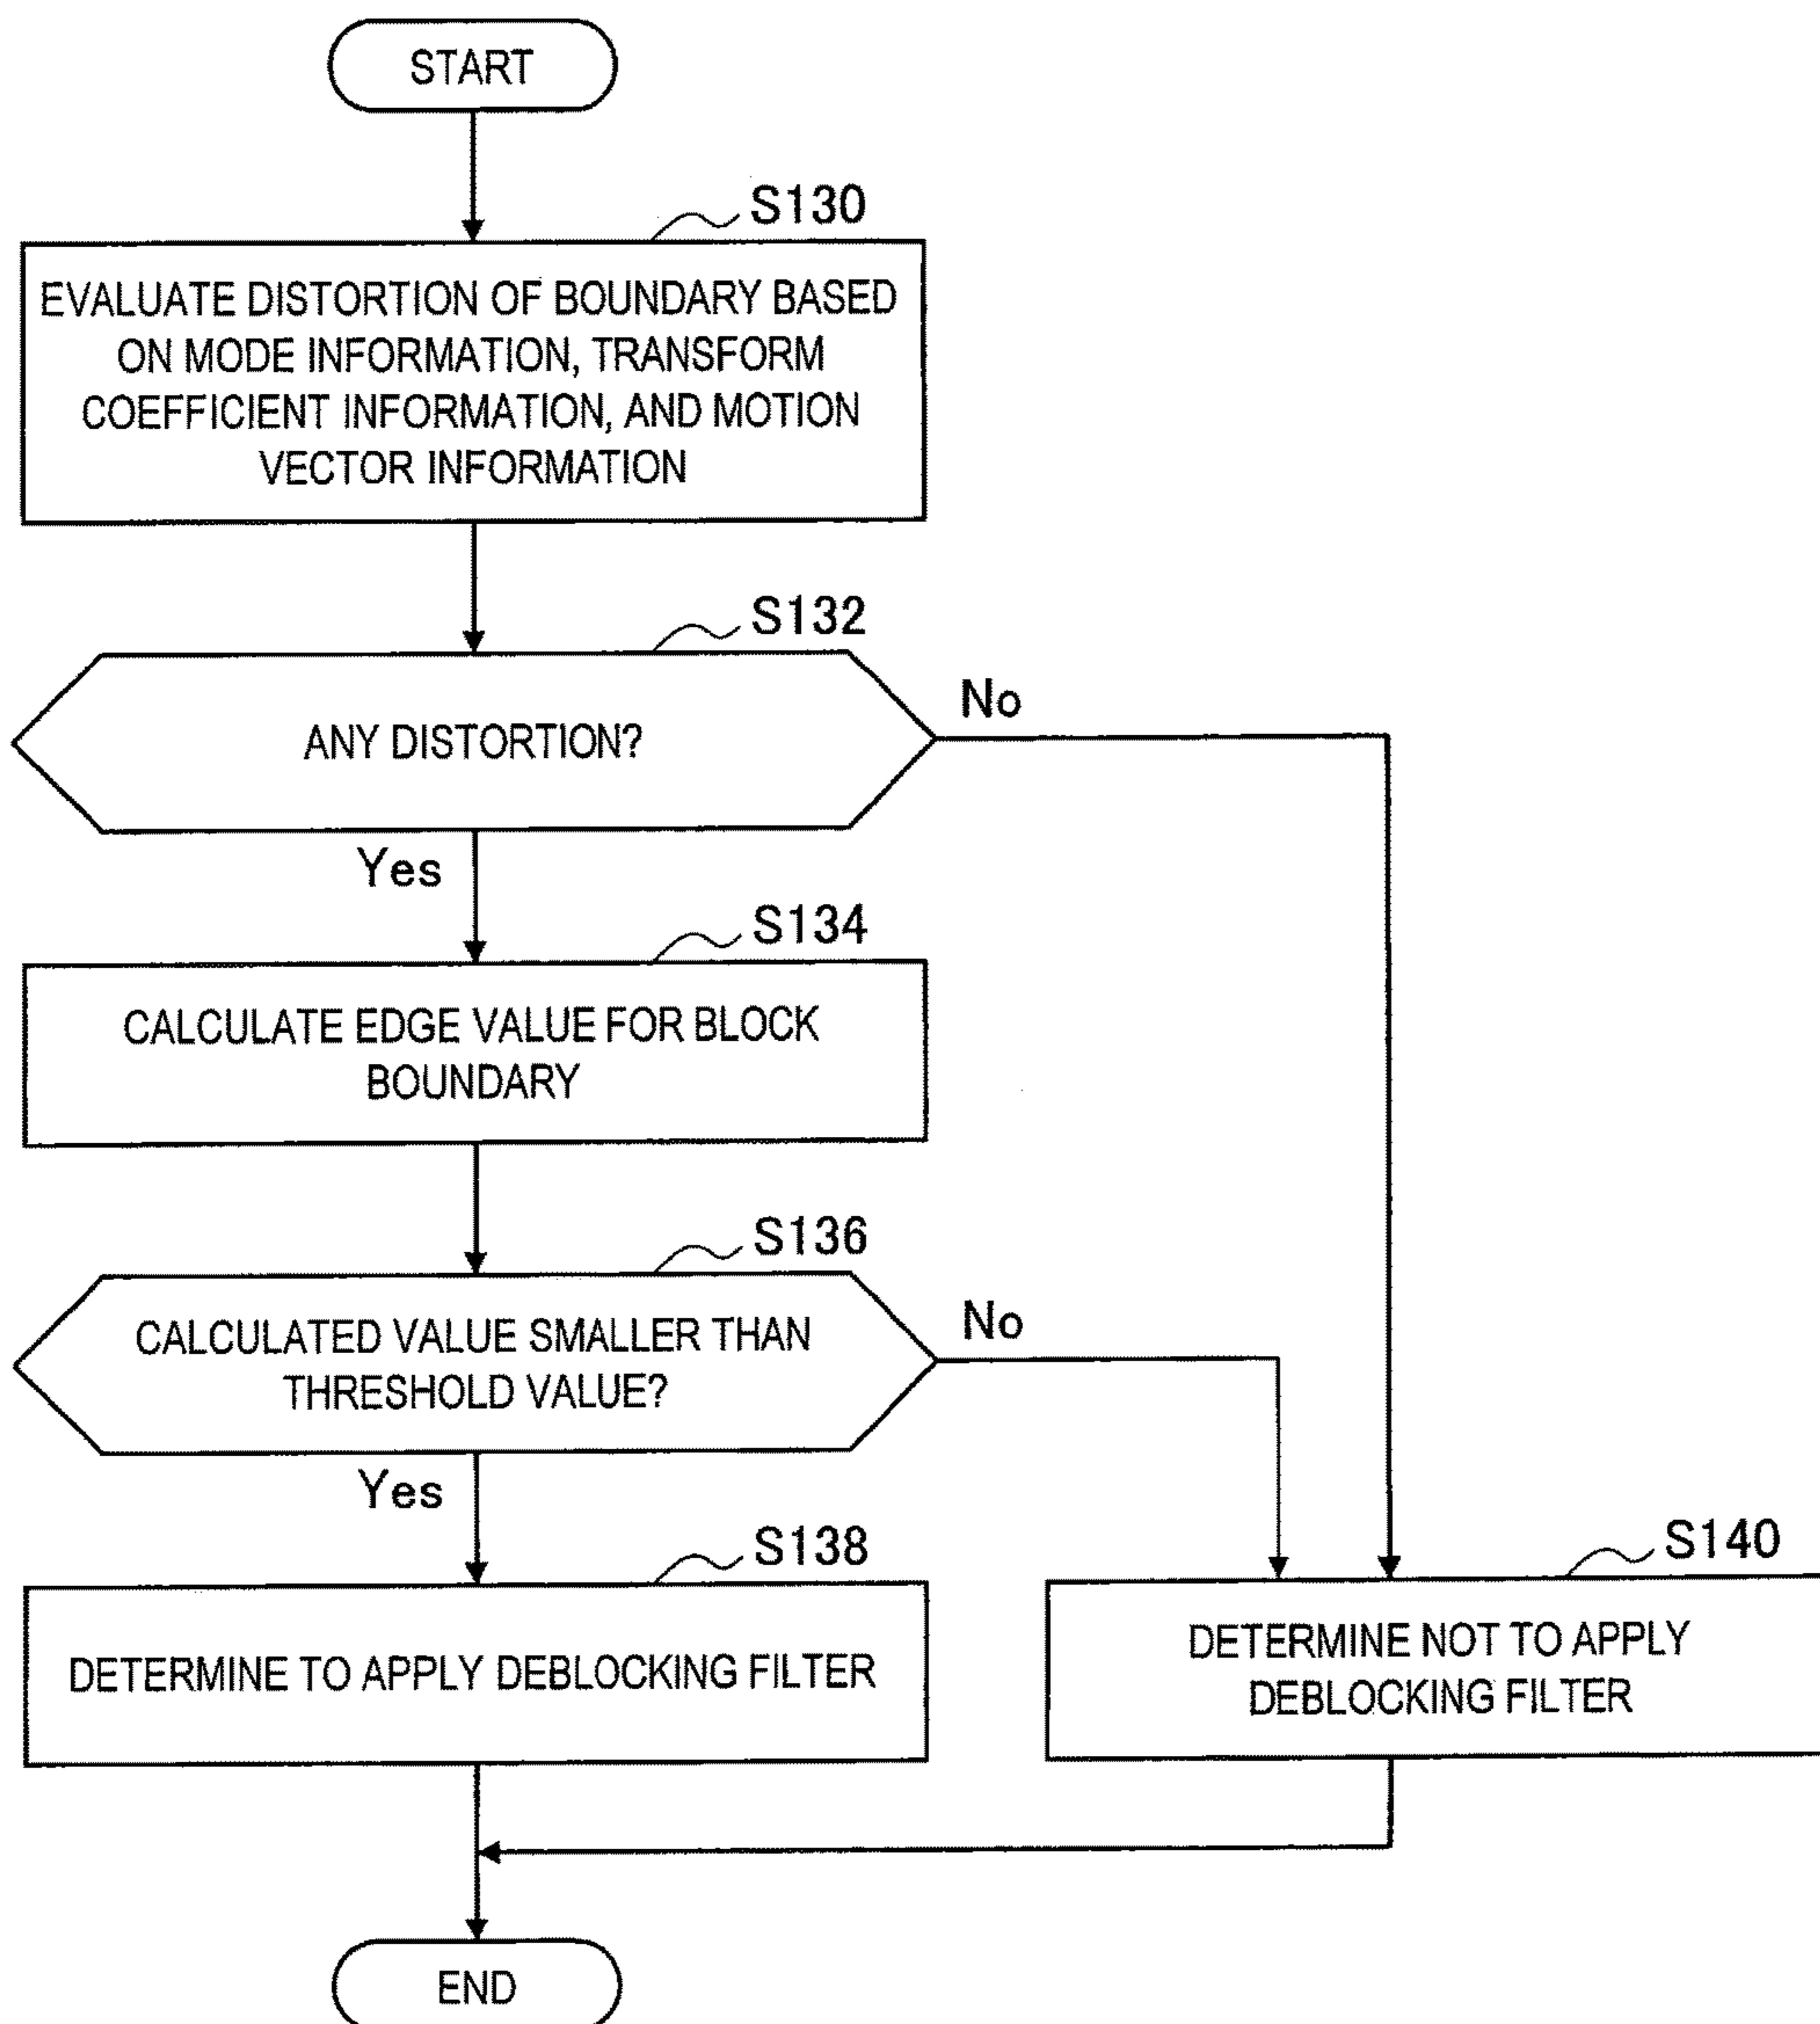 START
S130
EVALUATE DISTORTION OF BOUNDARY BASED
ON MODE INFORMATION, TRANSFORM
COEFFICIENT INFORMATION, AND MOTION
VECTOR INFORMATION
S132
ANY DISTORTION?
No
Yes
S134
CALCULATE EDGE VALUE FOR BLOCK
BOUNDARY
S136
CALCULATED VALUE SMALLER THAN
THRESHOLD VALUE?
No
Yes
S138
DETERMINE TO APPLY DEBLOCKING FILTER
S140
DETERMINE NOT TO APPLY
DEBLOCKING FILTER
END